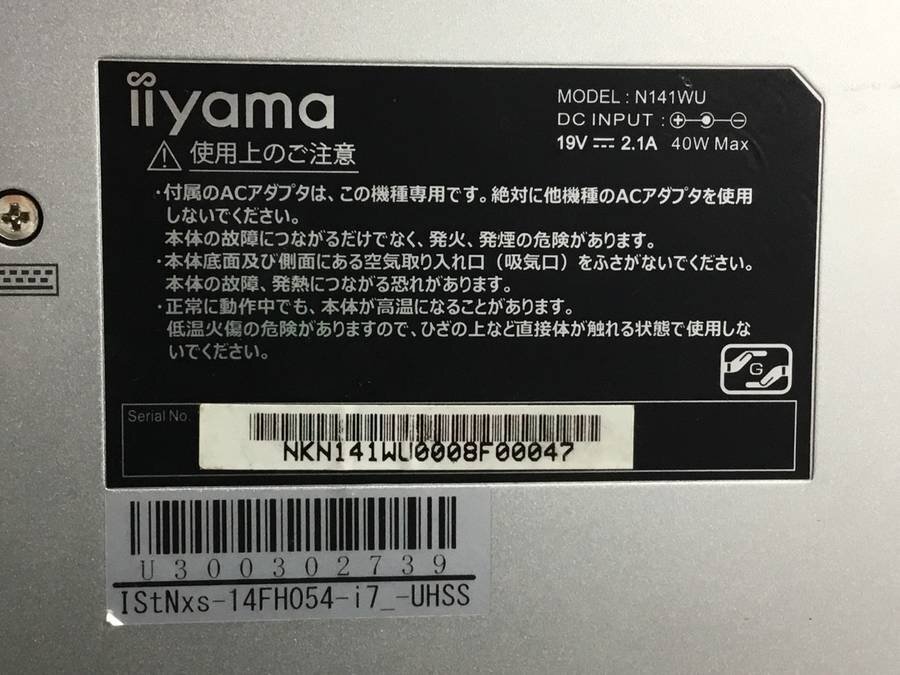 iiyama
MODEL : N141WU
DC INPUT :
19V 2.1A 40W Max
使用上のご注意
・付属のACアダプタは、この機種専用です。絶対に他機種のACアダプタを使用
しないでください。
本体の故障につながるだけでなく、発火、発煙の危険があります。
・本体底面及び側面にある空気取り入れ口（吸気口）をふさがないでください。
本体の故障、発熱につながる恐れがあります。
・正常に動作中でも、本体が高温になることがあります。
低温火傷の危険がありますので、ひざの上など直接体が触れる状態で使用しな
いでください。
G
Serial No.
NKN141WU0008F00047
U300302739
IStNxs-14FH054-i7_-UHSS